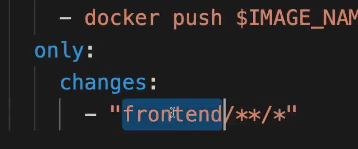 - docker push $IMAGE_NAM
only:
changes:
- "frontend/**/*"